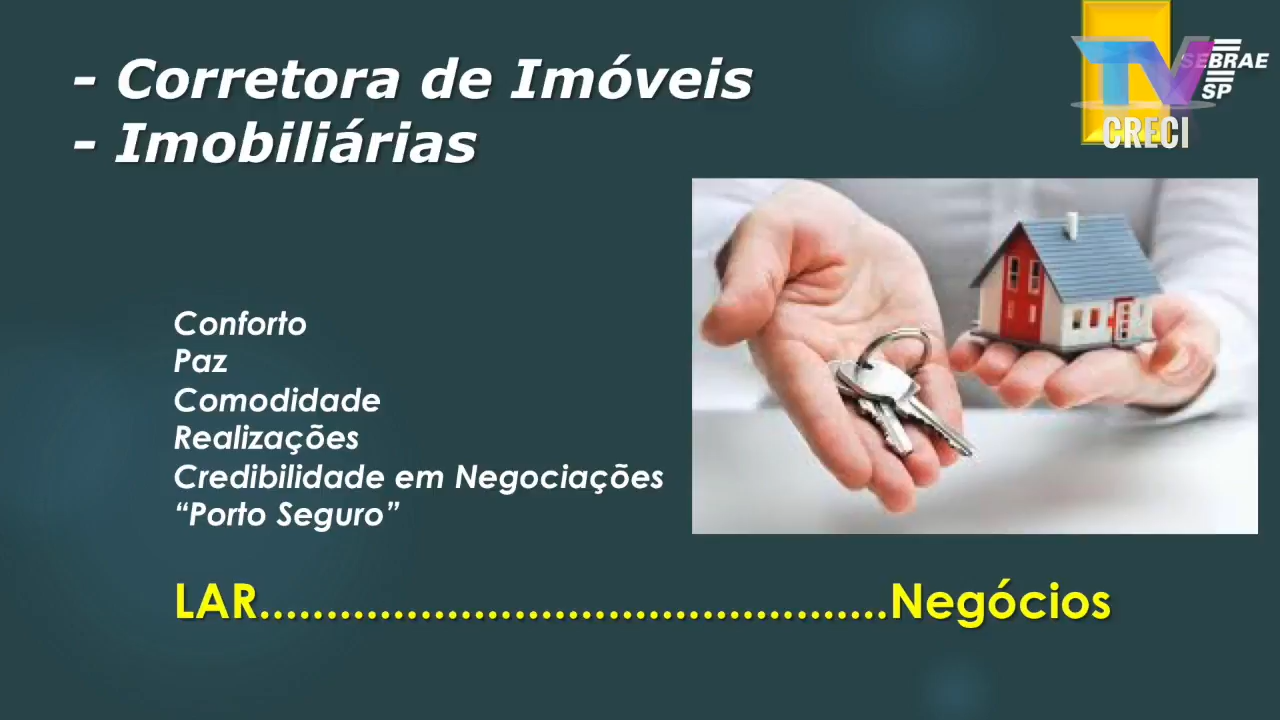 - Corretora de Imóveis
- Imobiliárias
TV
CRECI
SEBRAE
SP
Conforto
Paz
Comodidade
Realizações
Credibilidade em Negociações
“Porto Seguro”
LAR...............................................Negócios